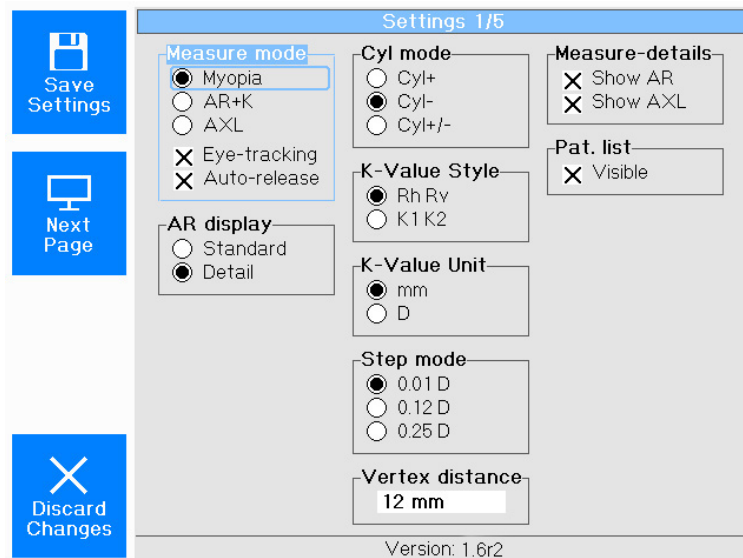 Save
Settings
Next
Page
Discard
Changes
Settings 1/5
Measure mode
Myopia
AR+K
AXL
Eye-tracking
Auto-release
AR display
Standard
Detail
Cyl mode
Cyl+
Cyl-
Cyl+/-
K-Value Style
Rh Rv
K1 K2
K-Value Unit
mm
D
Step mode
0.01 D
0.12 D
0.25 D
Vertex distance
12 mm
Measure-details
Show AR
Show AXL
Pat. list
Visible
Version: 1.6r2